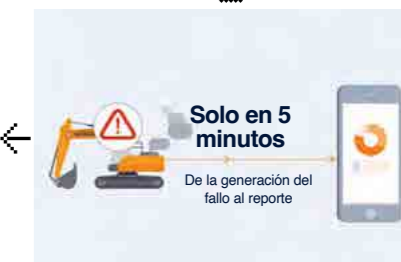 Solo en 5
minutos
De la generación del
fallo al reporte